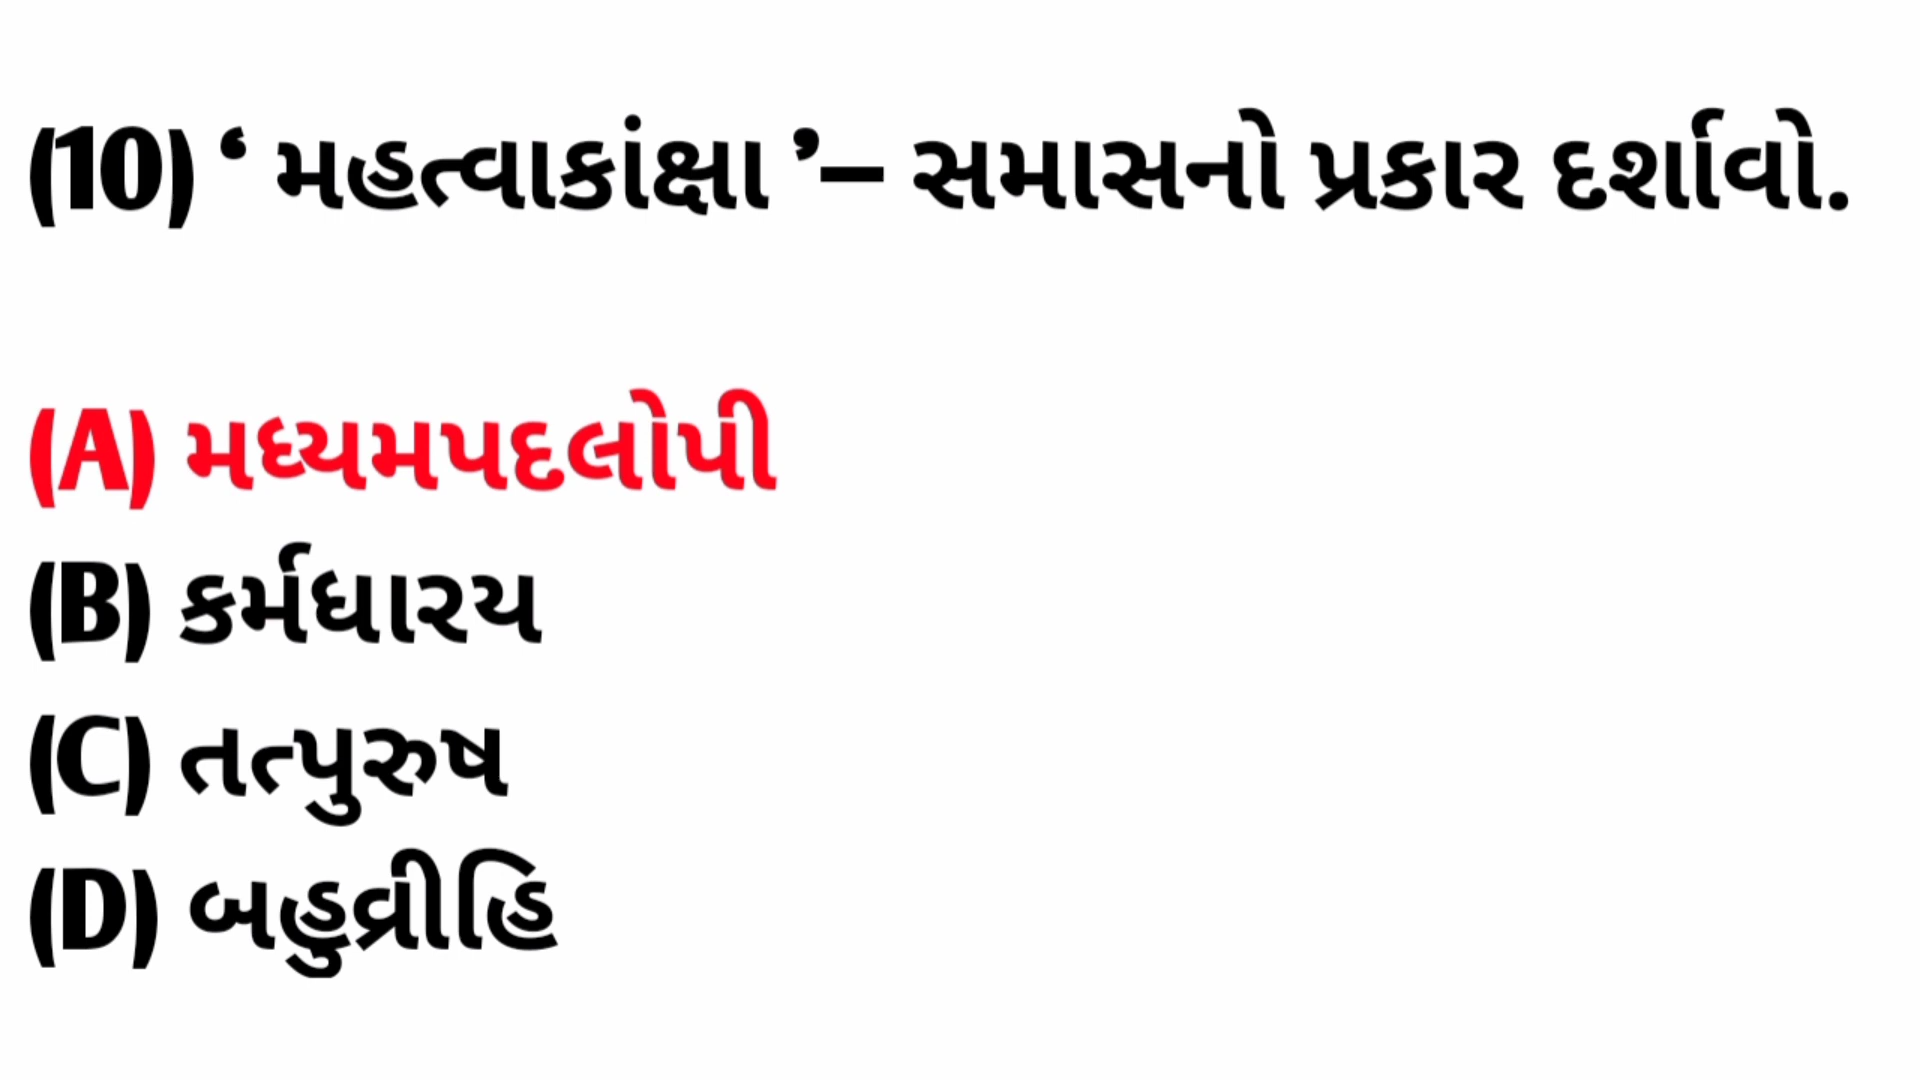 (10) ‘ મહત્વાકાંક્ષા ’– સમાસનો પ્રકાર દર્શાવો.
(A) મધ્યમપદલોપી
(B) કર્મધારય
(C) તત્પુરુષ
(D) બહુવ્રીહિ